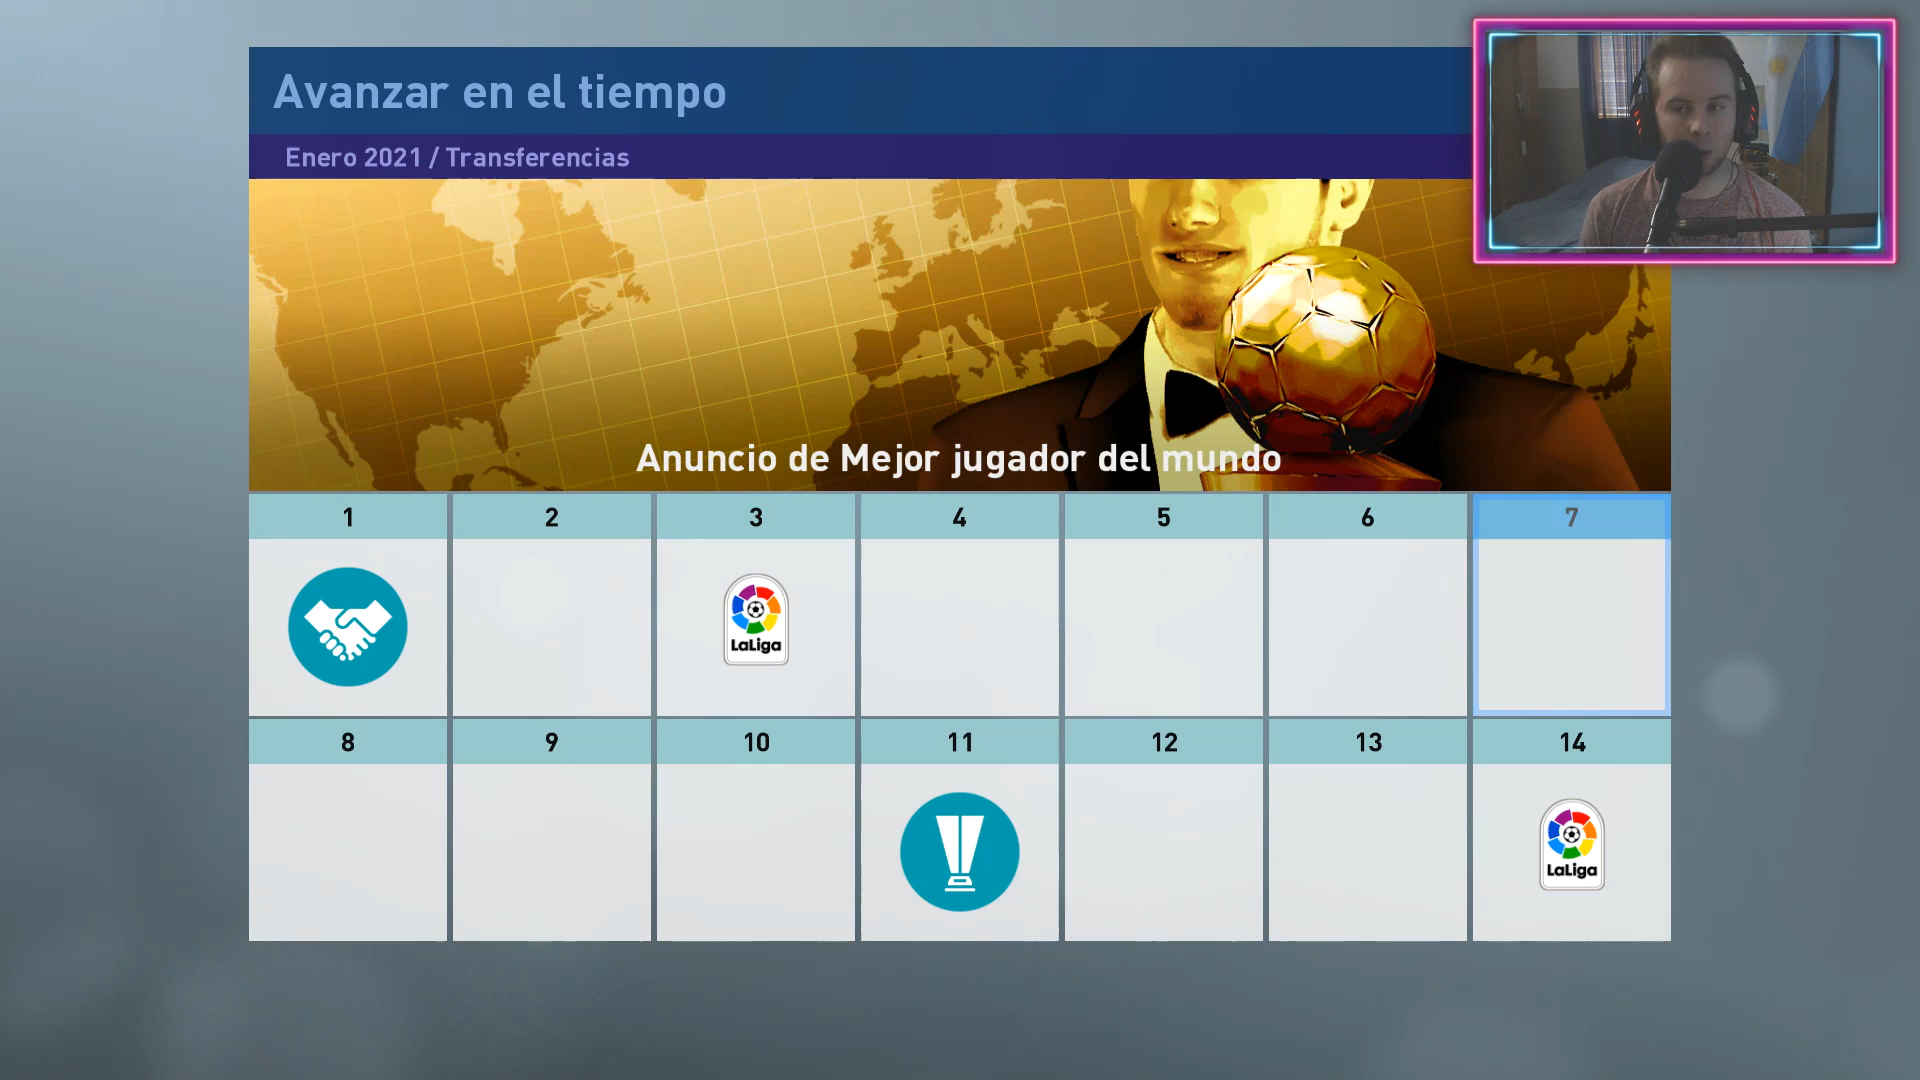 Avanzar en el tiempo
Enero 2021 / Transferencias
Anuncio de Mejor jugador del mundo
1 2 3 4 5 6 7
LaLiga
8 9 10 11 12 13 14
LaLiga